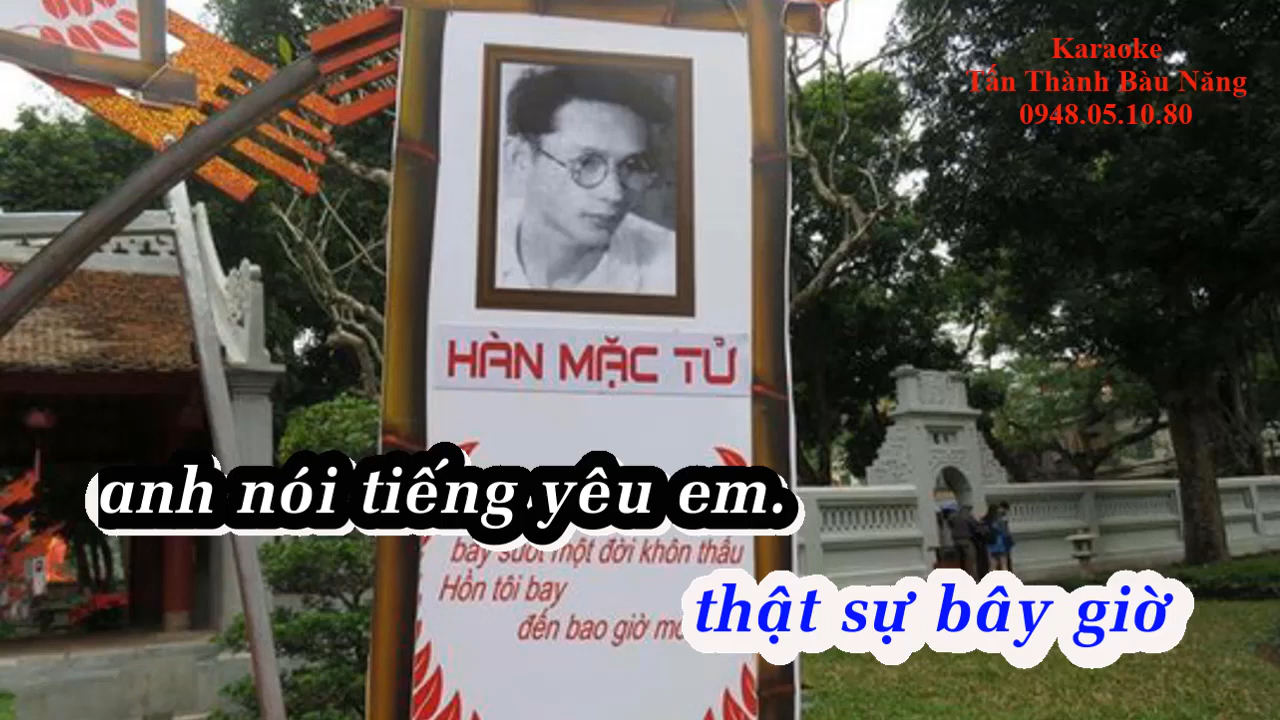 Karaoke
Tấn Thành Bàu Năng
0948.05.10.80
HÀN MẶC TỬ
anh nói tiếng yêu em.
bay suốt một đời khôn thấu
Hồn tôi bay
đến bao giờ
thật sự bây giờ